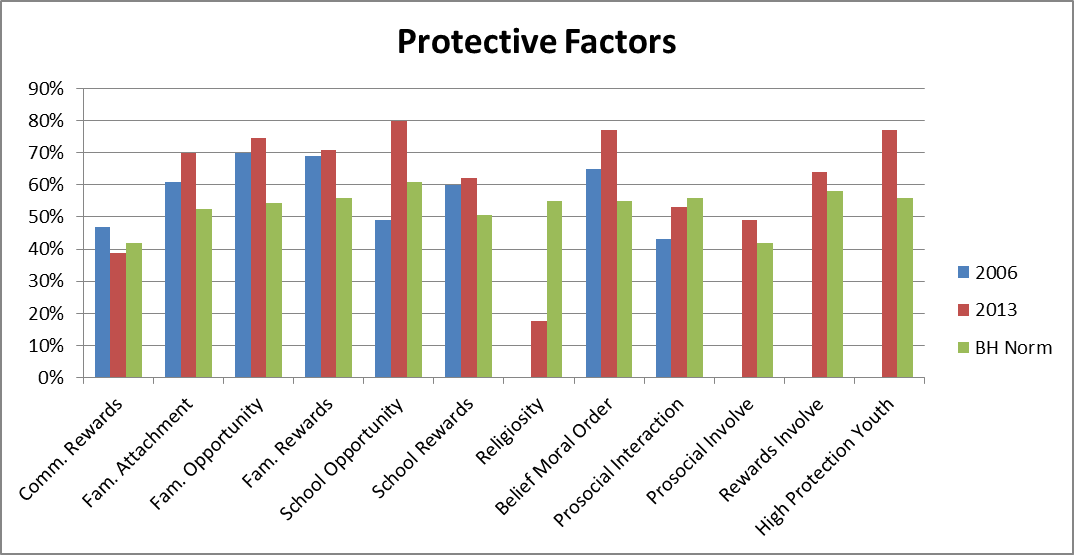 Protective Factors
90%
80%
70%
60%
50%
40%
30%
20%
10%
0%
Comm. Rewards
Fam. Attachment
Fam. Opportunity
Fam. Rewards
School Opportunity
School Rewards
Religiosity
Belief Moral Order
Prosocial Interaction
Prosocial Involve
Rewards Involve
High Protection Youth
2006
2013
BH Norm